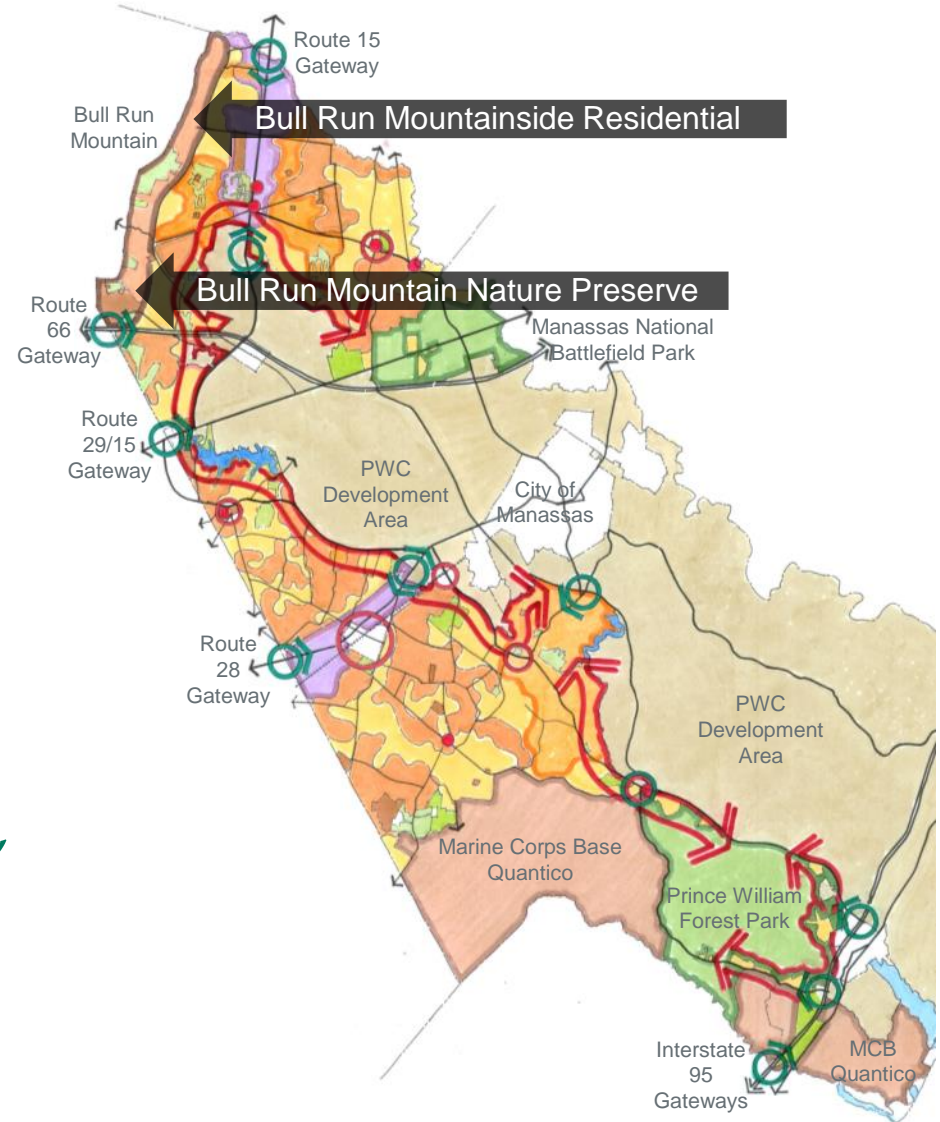 Route 15
Gateway
Bull Run
Mountain
Bull Run Mountainside Residential
Bull Run Mountain Nature Preserve
Route
66
Gateway
Manassas National
Battlefield Park
Route
29/15
Gateway
PWC
Development
Area
City of
Manassas
Route
28
Gateway
PWC
Development
Area
Marine Corps Base
Quantico
Prince William
Forest Park
Interstate
95
Gateways
MCB
Quantico